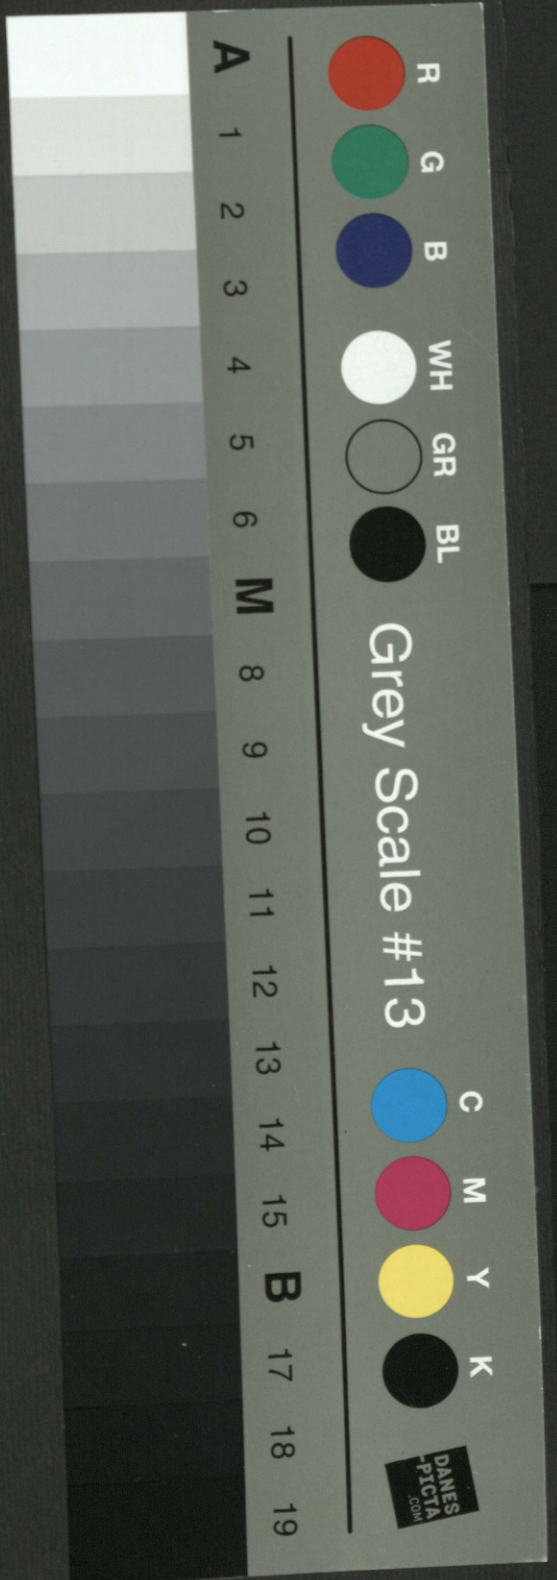 R G B WH GR BL Grey Scale #13 C M Y K
DANES
-PICTA
.COM
A 1 2 3 4 5 6 M 8 9 10 11 12 13 14 15 B 17 18 19